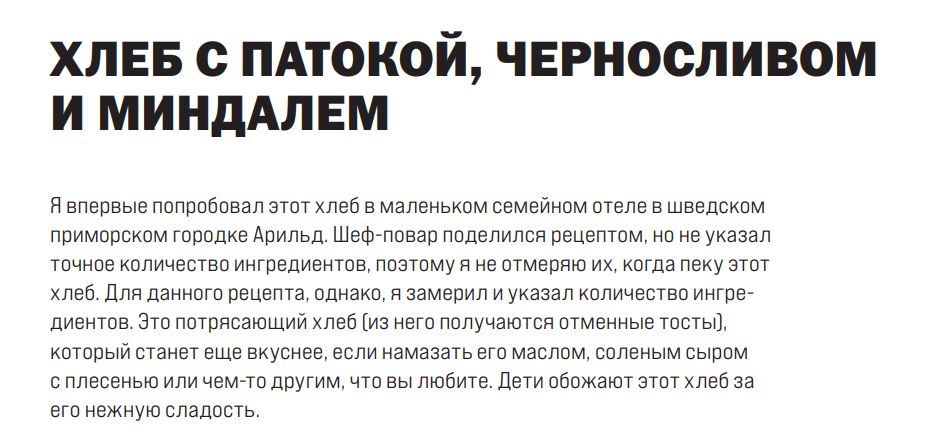 ХЛЕБ С ПАТОКОЙ, ЧЕРНОСЛИВОМ
И МИНДАЛЕМ
Я впервые попробовал этот хлеб в маленьком семейном отеле в шведском
приморском городке Арильд. Шеф-повар поделился рецептом, но не указал
точное количество ингредиентов, поэтому я не отмеряю их, когда пеку этот
хлеб. Для данного рецепта, однако, я замерил и указал количество ингре-
диентов. Это потрясающий хлеб (из него получаются отменные тосты),
который станет еще вкуснее, если намазать его маслом, соленым сыром
с плесенью или чем-то другим, что вы любите. Дети обожают этот хлеб за
его нежную сладость.